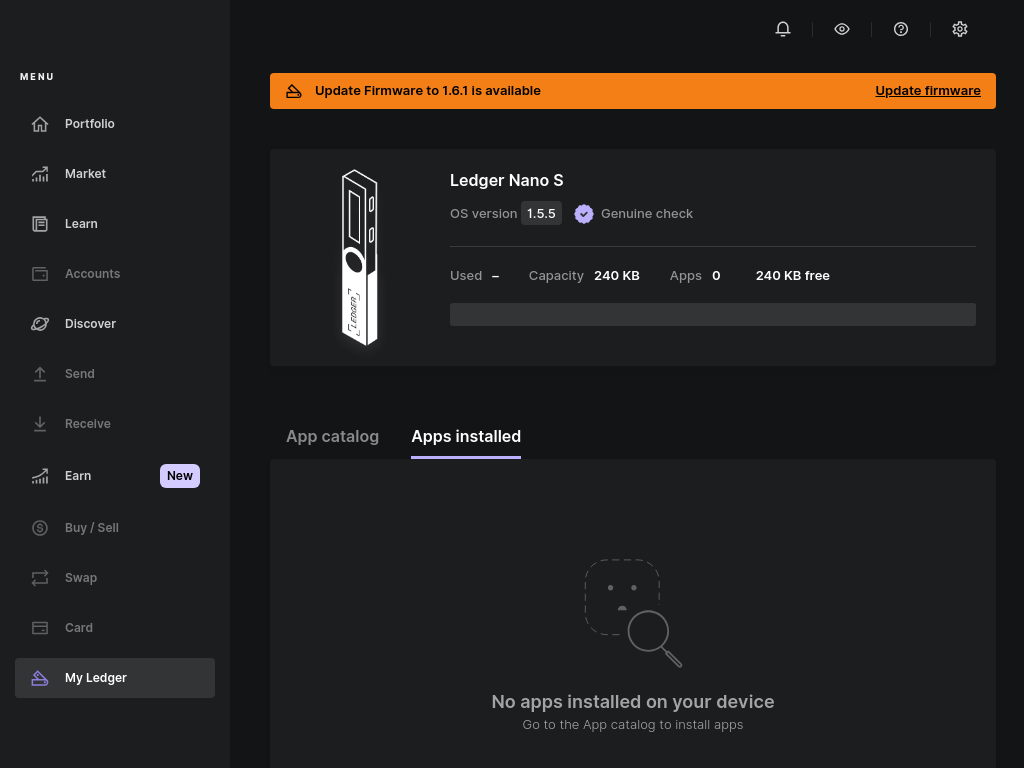 MENU
Portfolio
Market
Learn
Accounts
Discover
Send
Receive
Earn New
Buy / Sell
Swap
Card
My Ledger
Update Firmware to 1.6.1 is available Update firmware
LEDGER
Ledger Nano S
OS version 1.5.5 Genuine check
Used – Capacity 240 KB Apps 0 240 KB free
App catalog Apps installed
No apps installed on your device
Go to the App catalog to install apps